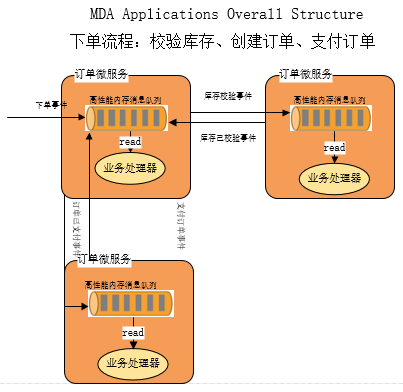 MDA Applications Overall Structure
下单流程：校验库存、创建订单、支付订单
订单微服务
订单微服务
高性能内存消息队列
高性能内存消息队列
下单事件
库存校验事件
库存已校验事件
read
read
业务处理器
业务处理器
订单已支付事件
支付订单事件
订单微服务
高性能内存消息队列
read
业务处理器